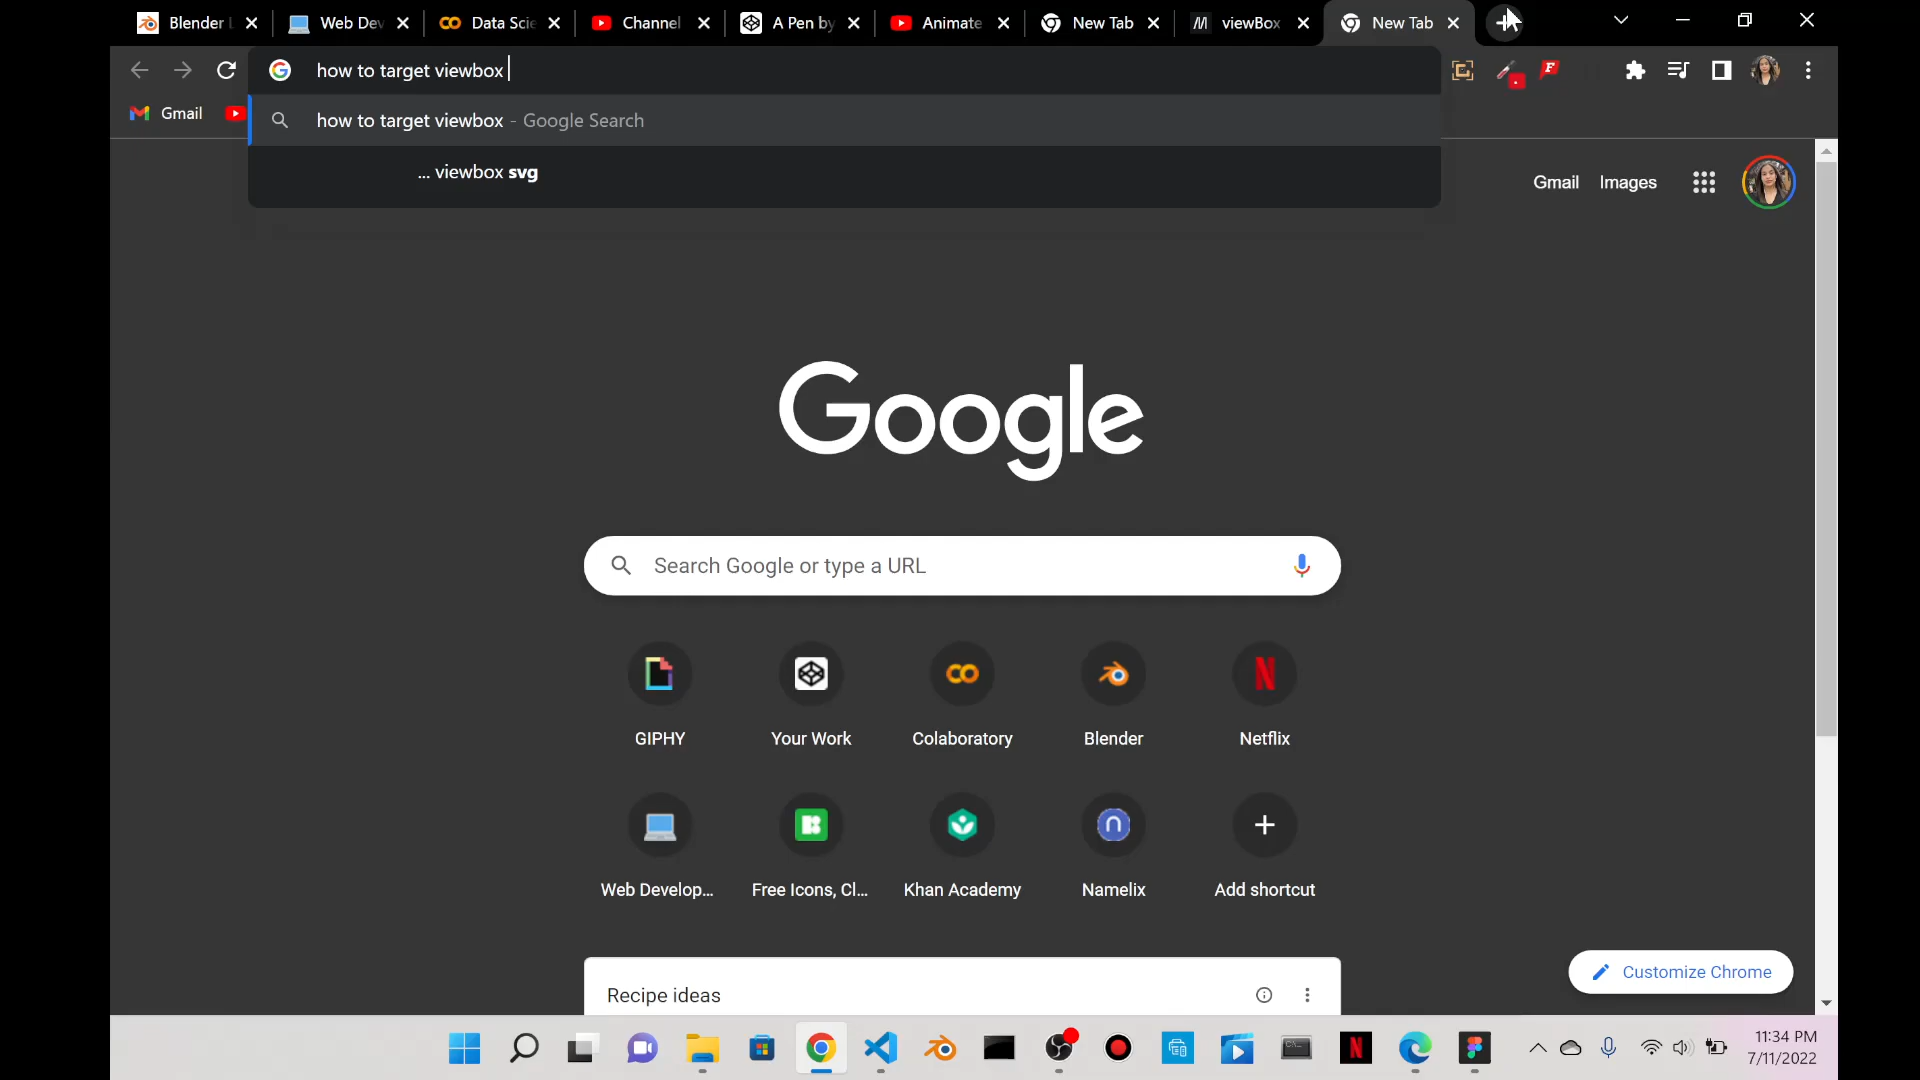 Blender L
Web Dev
Data Scie
Channel
A Pen by
Animate
New Tab
viewBox
New Tab
how to target viewbox
Gmail
how to target viewbox - Google Search
... viewbox svg
Gmail
Images
Google
Search Google or type a URL
GIPHY
Your Work
Colaboratory
Blender
Netflix
Web Develop...
Free Icons, Cl...
Khan Academy
Namelix
Add shortcut
Customize Chrome
Recipe ideas
11:34 PM
7/11/2022